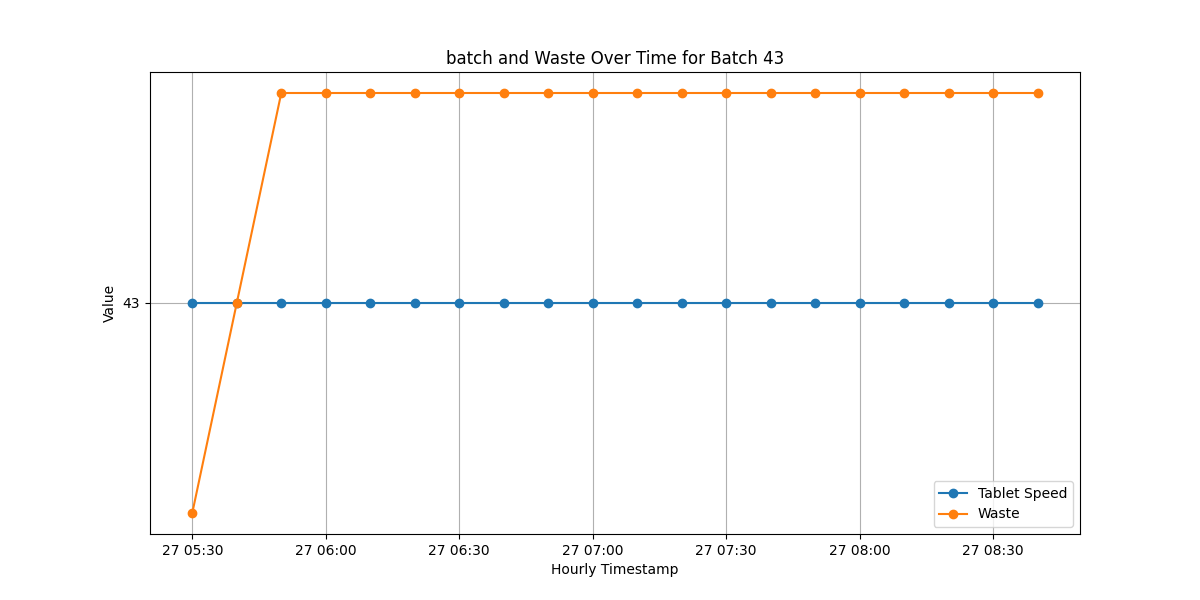 batch and Waste Over Time for Batch 43
Value
43
Tablet Speed
Waste
27 05:30 27 06:00 27 06:30 27 07:00 27 07:30 27 08:00 27 08:30
Hourly Timestamp